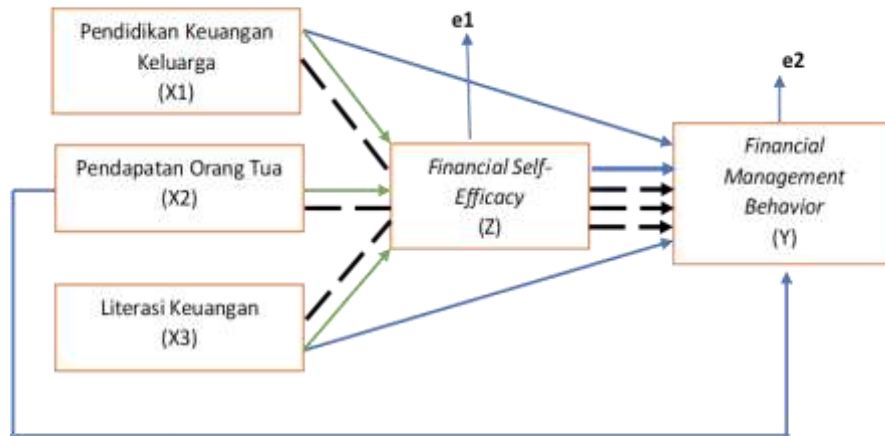 Pendidikan Keuangan
Keluarga
(X1)
e1
e2
Pendapatan Orang Tua
(X2)
Financial Self-
Efficacy
(Z)
Financial
Management
Behavior
(Y)
Literasi Keuangan
(X3)